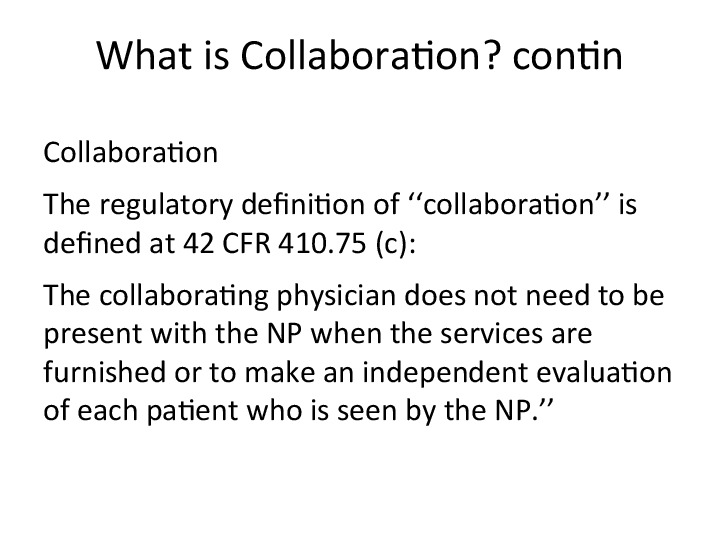 What is Collaboration? contin
Collaboration
The regulatory definition of ‘‘collaboration’’ is
defined at 42 CFR 410.75 (c):
The collaborating physician does not need to be
present with the NP when the services are
furnished or to make an independent evaluation
of each patient who is seen by the NP.’’